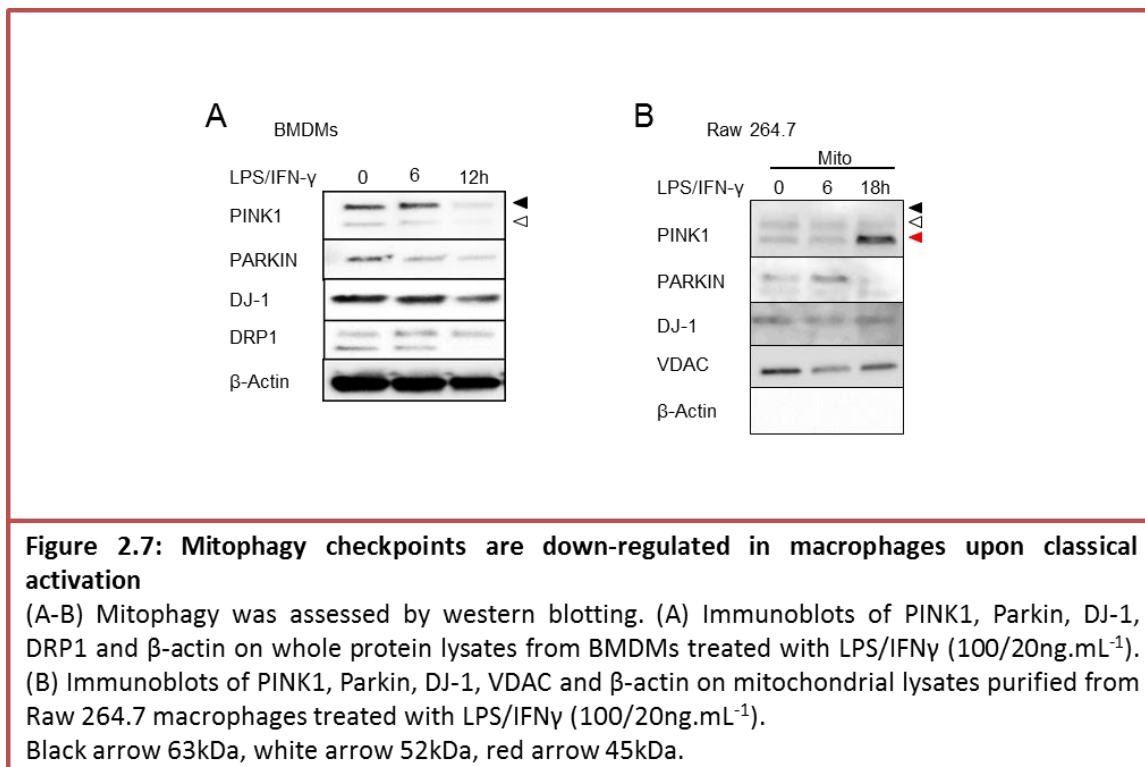 A
BMDMs
LPS/IFN-γ 0 6 12h
PINK1
PARKIN
DJ-1
DRP1
β-Actin
B
Raw 264.7
Mito
LPS/IFN-γ 0 6 18h
PINK1
PARKIN
DJ-1
VDAC
β-Actin
Figure 2.7: Mitophagy checkpoints are down-regulated in macrophages upon classical
activation
(A-B) Mitophagy was assessed by western blotting. (A) Immunoblots of PINK1, Parkin, DJ-1,
DRP1 and β-actin on whole protein lysates from BMDMs treated with LPS/IFNγ (100/20ng.mL⁻¹).
(B) Immunoblots of PINK1, Parkin, DJ-1, VDAC and β-actin on mitochondrial lysates purified from
Raw 264.7 macrophages treated with LPS/IFNγ (100/20ng.mL⁻¹).
Black arrow 63kDa, white arrow 52kDa, red arrow 45kDa.